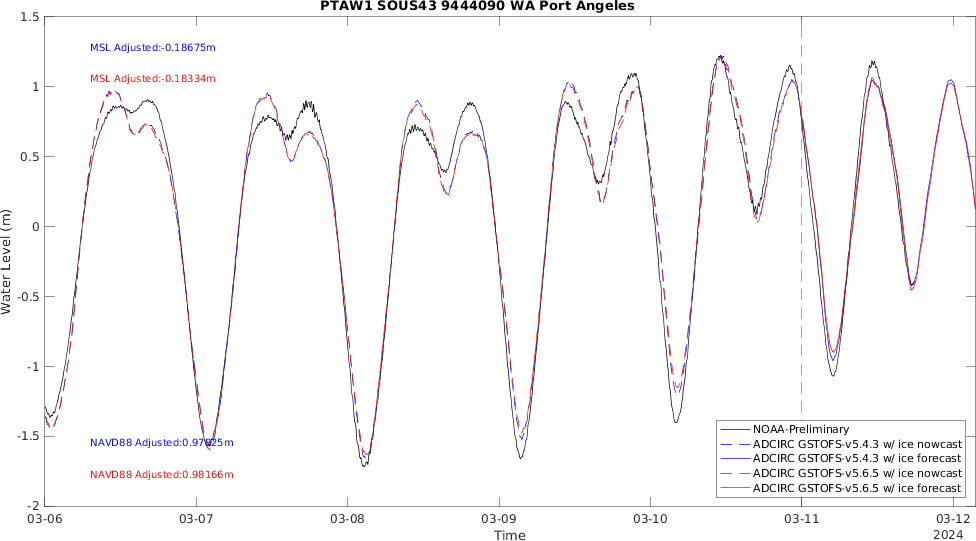 PTAW1 SOUS43 9444090 WA Port Angeles
MSL Adjusted:-0.18675m
MSL Adjusted:-0.18334m
NAVD88 Adjusted:0.97825m
NAVD88 Adjusted:0.98166m
Water Level (m)
1.5
1
0.5
0
-0.5
-1
-1.5
-2
NOAA-Preliminary
ADCIRC GSTOFS-v5.4.3 w/ ice nowcast
ADCIRC GSTOFS-v5.4.3 w/ ice forecast
ADCIRC GSTOFS-v5.6.5 w/ ice nowcast
ADCIRC GSTOFS-v5.6.5 w/ ice forecast
03-06 03-07 03-08 03-09 03-10 03-11 03-12
Time
2024